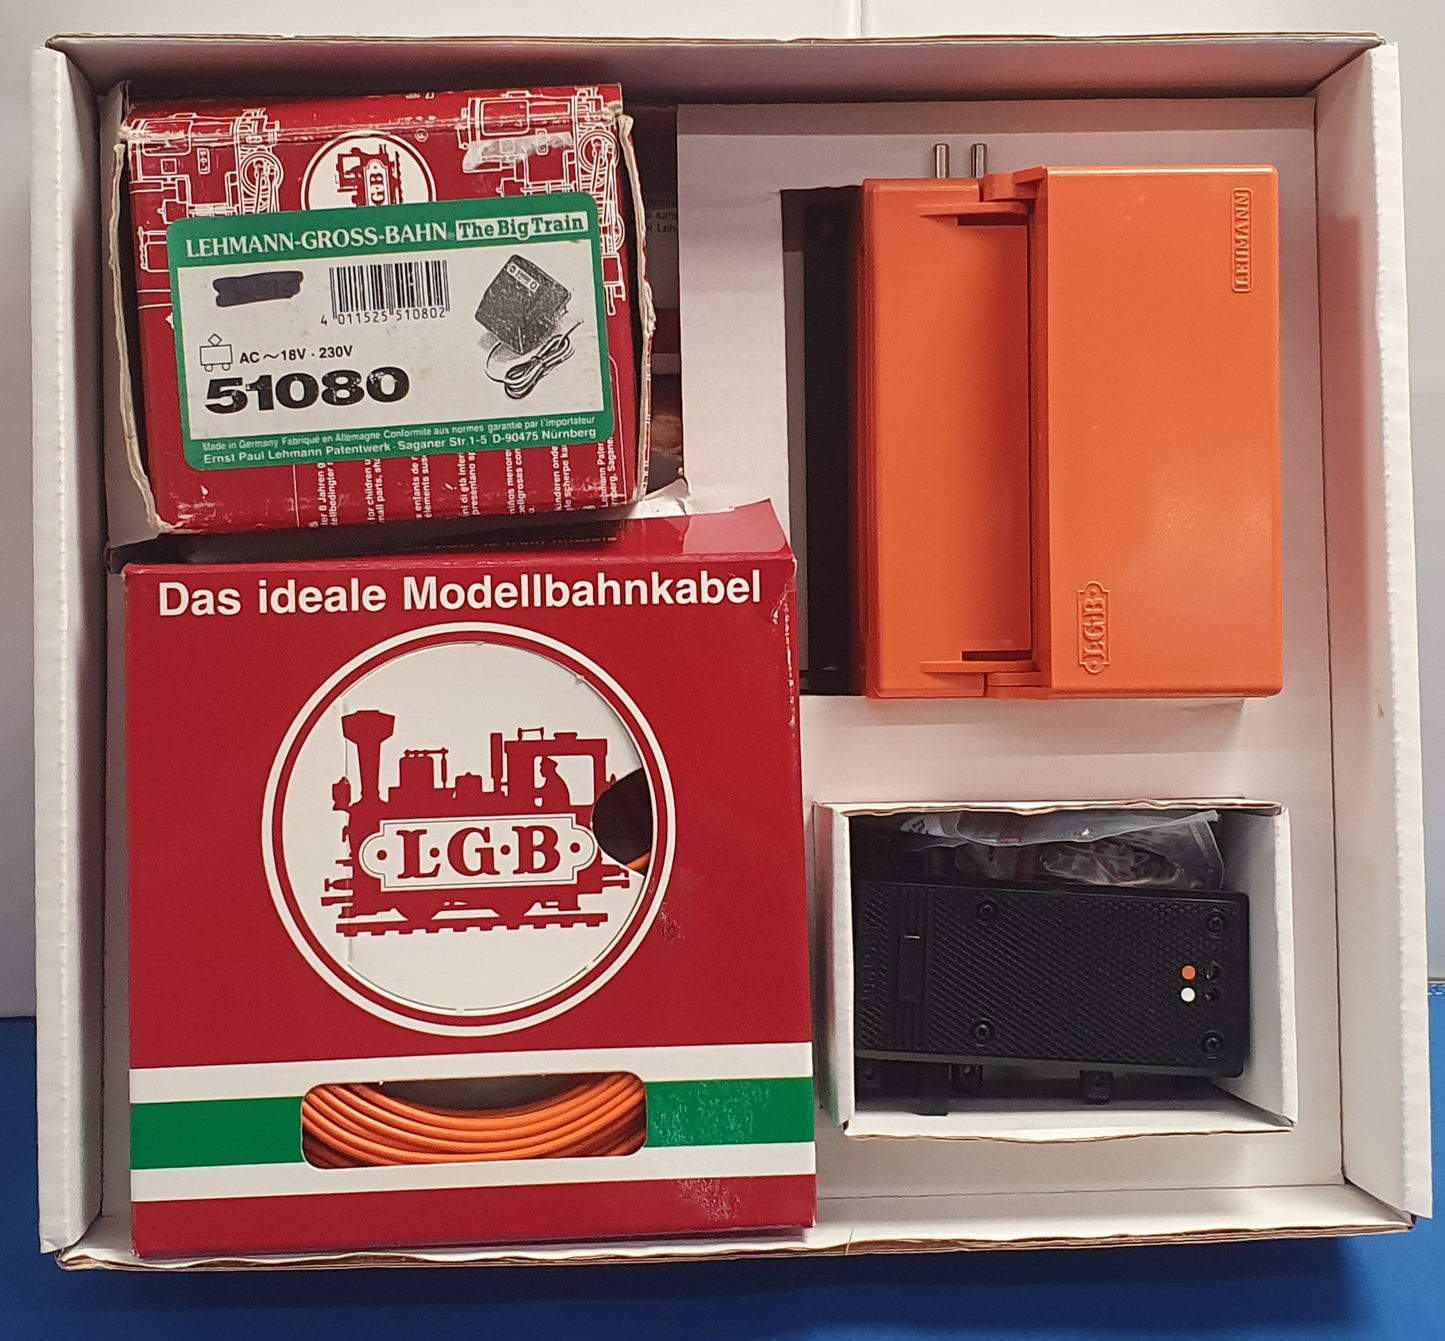 LGB
LEHMANN-GROSS-BAHN The Big Train
4 011525 510802
AC ~ 18V · 230V
51080
Made in Germany Fabriqué en Allemagne Conformité aux normes garantie par l'importateur
Ernst Paul Lehmann Patentwerk · Saganer Str. 1-5 D-90475 Nürnberg
Das ideale Modellbahnkabel
L·G·B
LEHMANN
L·G·B